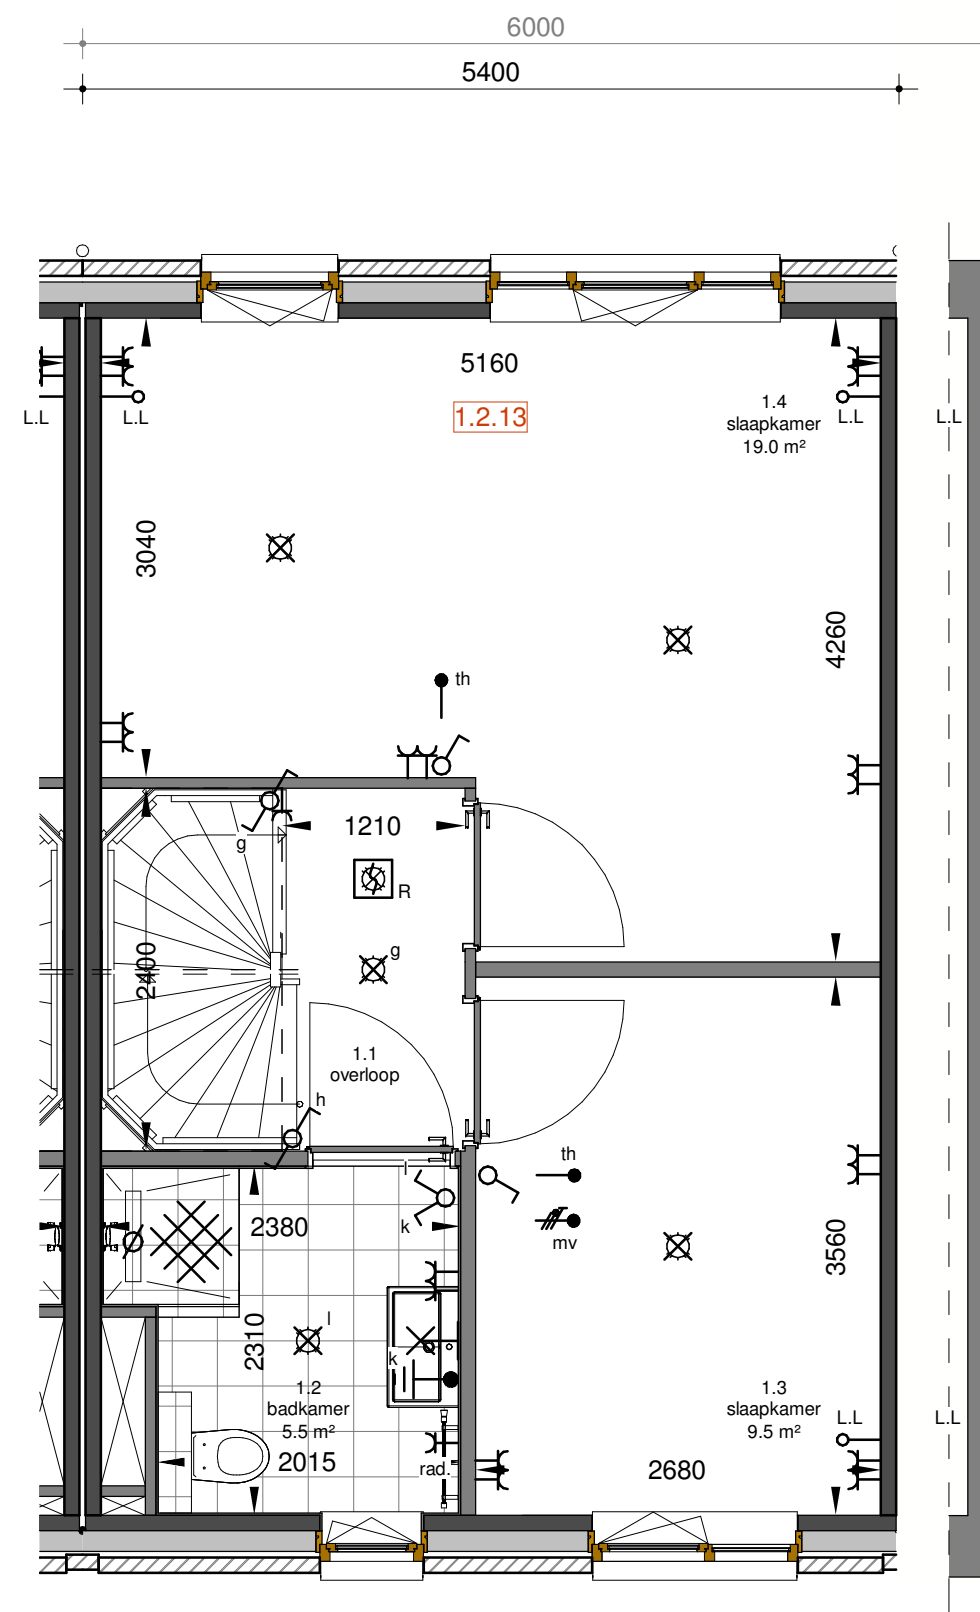 6000
5400
5160
1.2.13
1.4
slaapkamer
19.0 m²
L.L
L.L
L.L
L.L
3040
4260
th
g
1210
R
g
2400
1.1
overloop
h
l
th
k
2380
mv
3560
2310
l
k
1.2
badkamer
5.5 m²
1.3
slaapkamer
9.5 m²
L.L
L.L
2015
rad.
2680